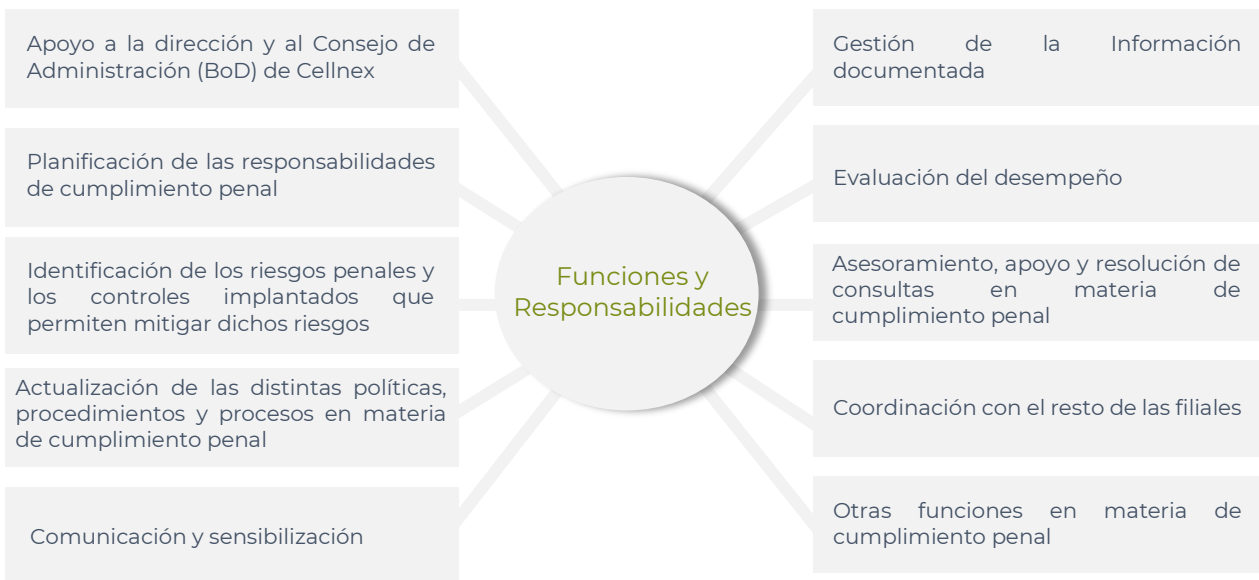 Apoyo a la dirección y al Consejo de
Administración (BoD) de Cellnex
Planificación de las responsabilidades
de cumplimiento penal
Identificación de los riesgos penales y
los controles implantados que
permiten mitigar dichos riesgos
Actualización de las distintas políticas,
procedimientos y procesos en materia
de cumplimiento penal
Comunicación y sensibilización
Funciones y
Responsabilidades
Gestión de la Información
documentada
Evaluación del desempeño
Asesoramiento, apoyo y resolución de
consultas en materia de
cumplimiento penal
Coordinación con el resto de las filiales
Otras funciones en materia de
cumplimiento penal